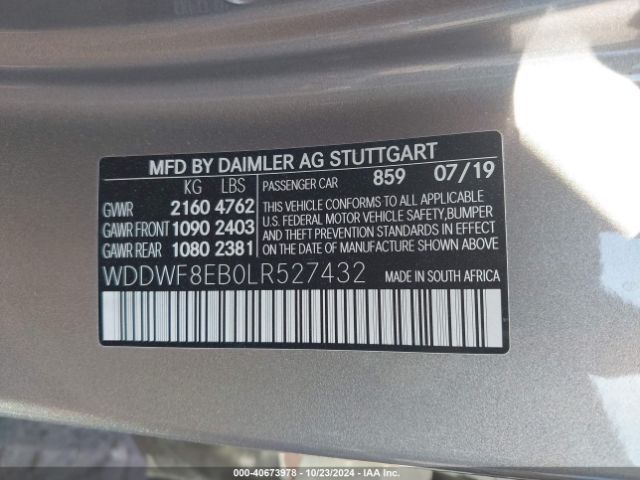 MFD BY DAIMLER AG STUTTGART
KG LBS
GVWR 2160 4762
GAWR FRONT 1090 2403
GAWR REAR 1080 2381
PASSENGER CAR 859 07/19
THIS VEHICLE CONFORMS TO ALL APPLICABLE
U.S. FEDERAL MOTOR VEHICLE SAFETY, BUMPER
AND THEFT PREVENTION STANDARDS IN EFFECT
ON THE DATE OF MANUFACTURE SHOWN ABOVE.
WDDWF8EB0LR527432 MADE IN SOUTH AFRICA
000-40673978 - 10/23/2024 - IAA Inc.